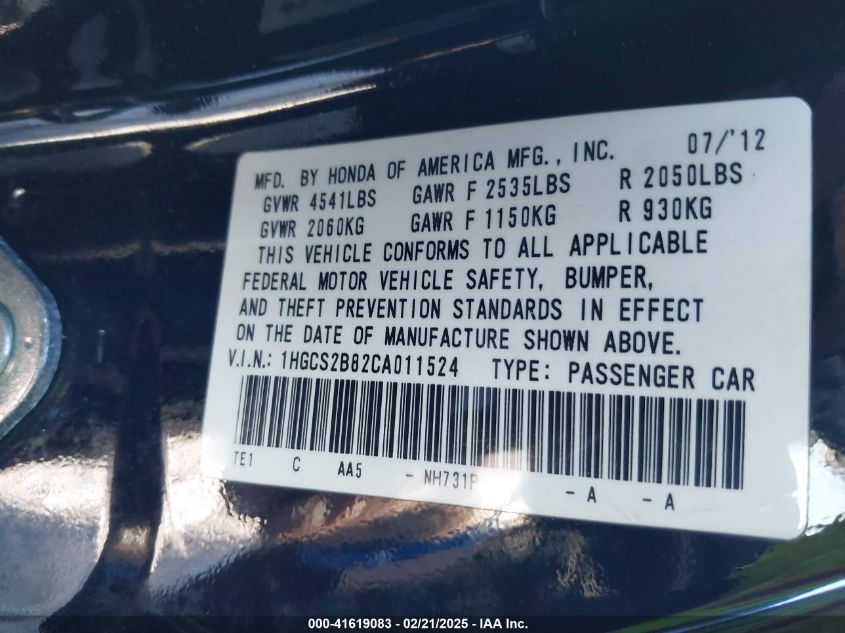 MFD. BY HONDA OF AMERICA MFG., INC. 07/'12
GVWR 4541LBS GAWR F 2535LBS R 2050LBS
GVWR 2060KG GAWR F 1150KG R 930KG
THIS VEHICLE CONFORMS TO ALL APPLICABLE
FEDERAL MOTOR VEHICLE SAFETY, BUMPER,
AND THEFT PREVENTION STANDARDS IN EFFECT
ON THE DATE OF MANUFACTURE SHOWN ABOVE.
V.I.N.: 1HGCS2B82CA011524 TYPE: PASSENGER CAR
TE1 C AA5 - NH731P - A - A
000-41619083 - 02/21/2025 - IAA Inc.